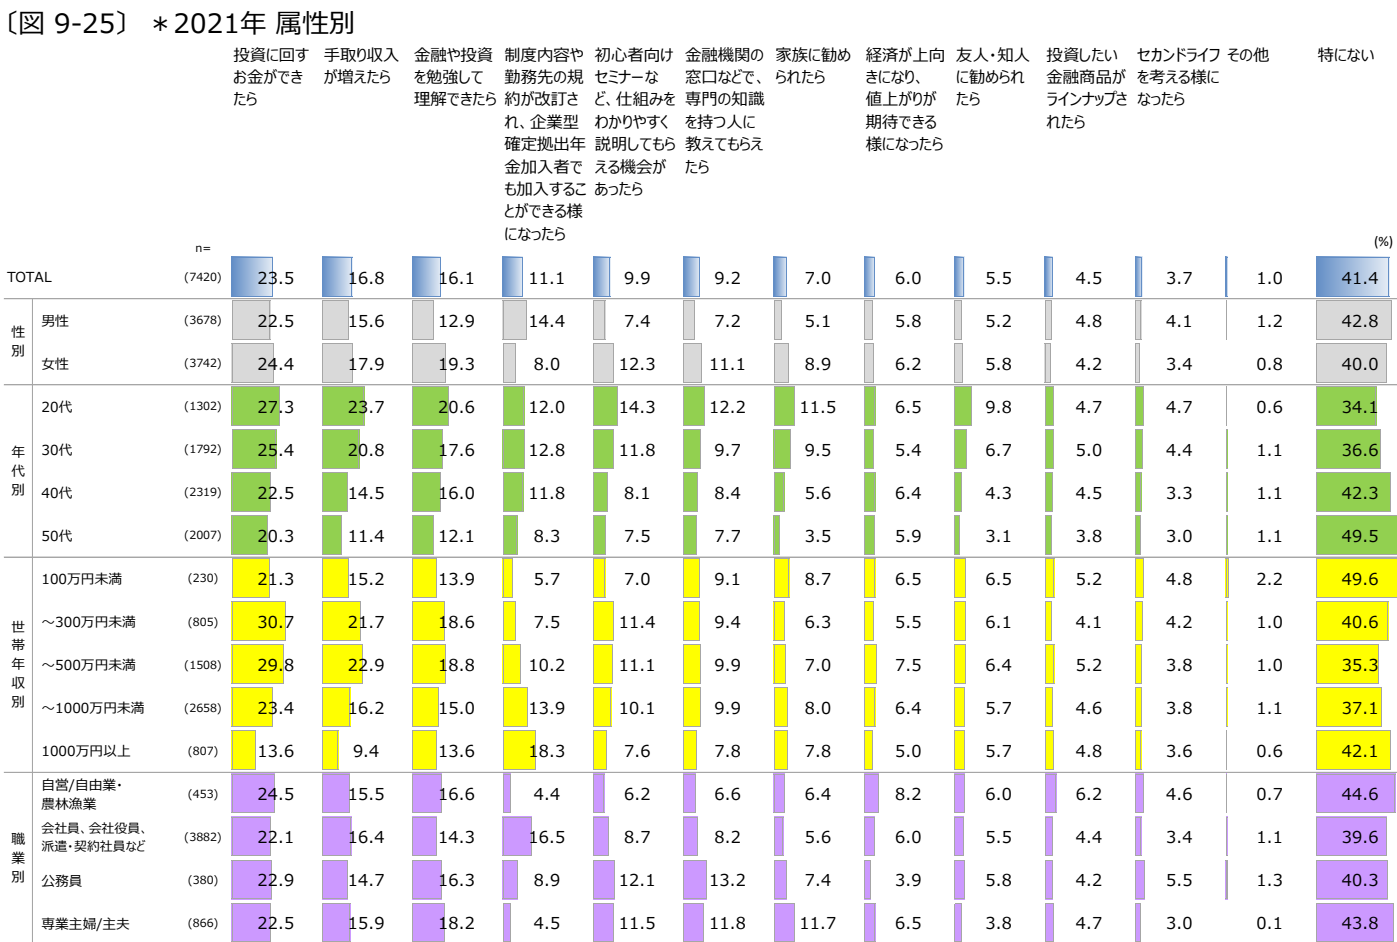 〔図 9-25〕 ＊2021年 属性別
投資に回す
お金ができ
たら
手取り収入
が増えたら
金融や投資
を勉強して
理解できたら
制度内容や
勤務先の規
約が改訂さ
れ、企業型
確定拠出年
金加入者で
も加入するこ
とができる様
になったら
初心者向け
セミナーな
ど、仕組みを
わかりやすく
説明してもら
える機会が
あったら
金融機関の
窓口などで、
専門の知識
を持つ人に
教えてもらえ
たら
家族に勧め
られたら
経済が上向
きになり、
値上がりが
期待できる
様になったら
友人・知人
に勧められ
たら
投資したい
金融商品が
ラインナップさ
れたら
セカンドライフ
を考える様に
なったら
その他
特にない
n=
(%)
TOTAL (7420) 23.5 16.8 16.1 11.1 9.9 9.2 7.0 6.0 5.5 4.5 3.7 1.0 41.4
性別
男性 (3678) 22.5 15.6 12.9 14.4 7.4 7.2 5.1 5.8 5.2 4.8 4.1 1.2 42.8
女性 (3742) 24.4 17.9 19.3 8.0 12.3 11.1 8.9 6.2 5.8 4.2 3.4 0.8 40.0
年代別
20代 (1302) 27.3 23.7 20.6 12.0 14.3 12.2 11.5 6.5 9.8 4.7 4.7 0.6 34.1
30代 (1792) 25.4 20.8 17.6 12.8 11.8 9.7 9.5 5.4 6.7 5.0 4.4 1.1 36.6
40代 (2319) 22.5 14.5 16.0 11.8 8.1 8.4 5.6 6.4 4.3 4.5 3.3 1.1 42.3
50代 (2007) 20.3 11.4 12.1 8.3 7.5 7.7 3.5 5.9 3.1 3.8 3.0 1.1 49.5
世帯年収別
100万円未満 (230) 21.3 15.2 13.9 5.7 7.0 9.1 8.7 6.5 6.5 5.2 4.8 2.2 49.6
～300万円未満 (805) 30.7 21.7 18.6 7.5 11.4 9.4 6.3 5.5 6.1 4.1 4.2 1.0 40.6
～500万円未満 (1508) 29.8 22.9 18.8 10.2 11.1 9.9 7.0 7.5 6.4 5.2 3.8 1.0 35.3
～1000万円未満 (2658) 23.4 16.2 15.0 13.9 10.1 9.9 8.0 6.4 5.7 4.6 3.8 1.1 37.1
1000万円以上 (807) 13.6 9.4 13.6 18.3 7.6 7.8 7.8 5.0 5.7 4.8 3.6 0.6 42.1
職業別
自営/自由業・
農林漁業 (453) 24.5 15.5 16.6 4.4 6.2 6.6 6.4 8.2 6.0 6.2 4.6 0.7 44.6
会社員、会社役員、
派遣・契約社員など (3882) 22.1 16.4 14.3 16.5 8.7 8.2 5.6 6.0 5.5 4.4 3.4 1.1 39.6
公務員 (380) 22.9 14.7 16.3 8.9 12.1 13.2 7.4 3.9 5.8 4.2 5.5 1.3 40.3
専業主婦/主夫 (866) 22.5 15.9 18.2 4.5 11.5 11.8 11.7 6.5 3.8 4.7 3.0 0.1 43.8